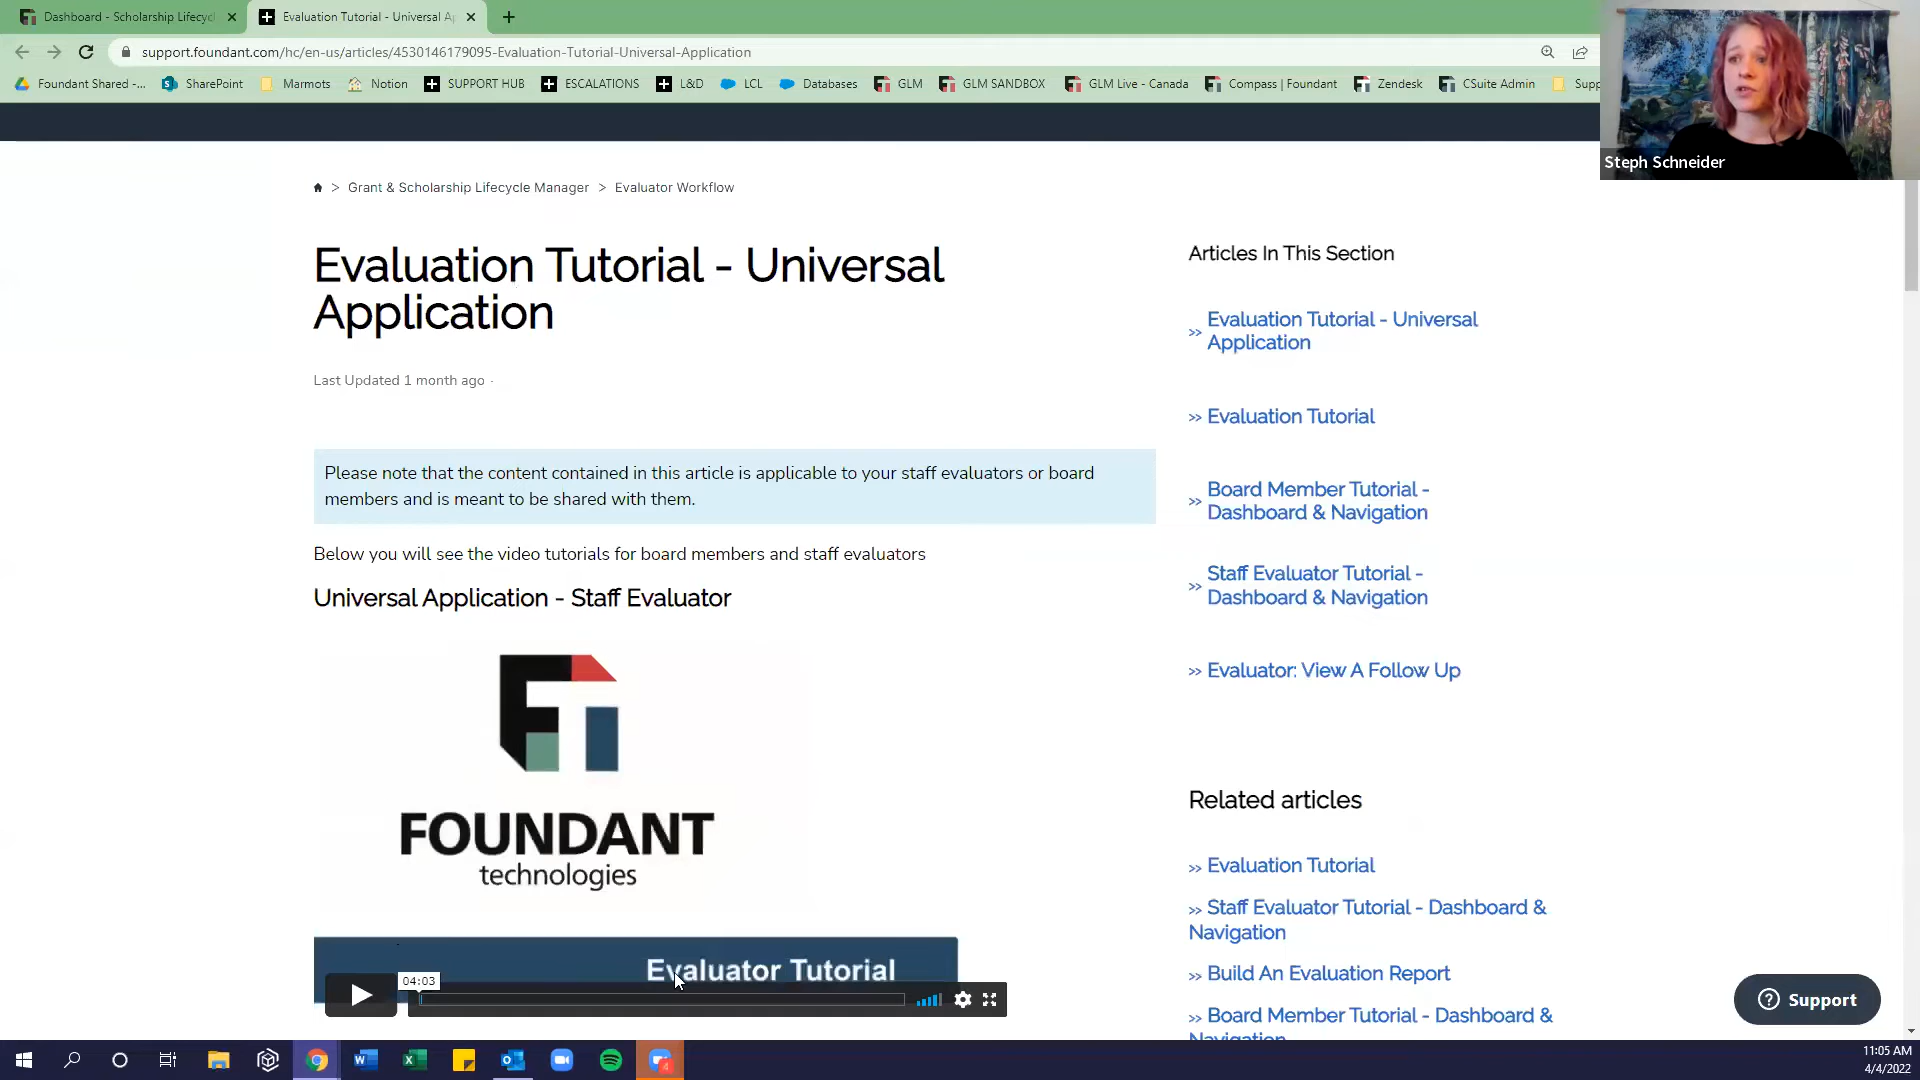 Dashboard - Scholarship Lifecyc
Evaluation Tutorial - Universal A
support.foundant.com/hc/en-us/articles/4530146179095-Evaluation-Tutorial-Universal-Application
Foundant Shared -... SharePoint Marmots Notion SUPPORT HUB ESCALATIONS L&D LCL Databases GLM GLM SANDBOX GLM Live - Canada Compass | Foundant Zendesk CSuite Admin Supp
Steph Schneider
> Grant & Scholarship Lifecycle Manager > Evaluator Workflow
Evaluation Tutorial - Universal
Application
Last Updated 1 month ago ·
Please note that the content contained in this article is applicable to your staff evaluators or board
members and is meant to be shared with them.
Below you will see the video tutorials for board members and staff evaluators
Universal Application - Staff Evaluator
FOUNDANT
technologies
Evaluator Tutorial
04:03
Articles In This Section
>> Evaluation Tutorial - Universal
Application
>> Evaluation Tutorial
>> Board Member Tutorial -
Dashboard & Navigation
>> Staff Evaluator Tutorial -
Dashboard & Navigation
>> Evaluator: View A Follow Up
Related articles
>> Evaluation Tutorial
>> Staff Evaluator Tutorial - Dashboard &
Navigation
>> Build An Evaluation Report
>> Board Member Tutorial - Dashboard &
Navigation
Support
11:05 AM
4/4/2022